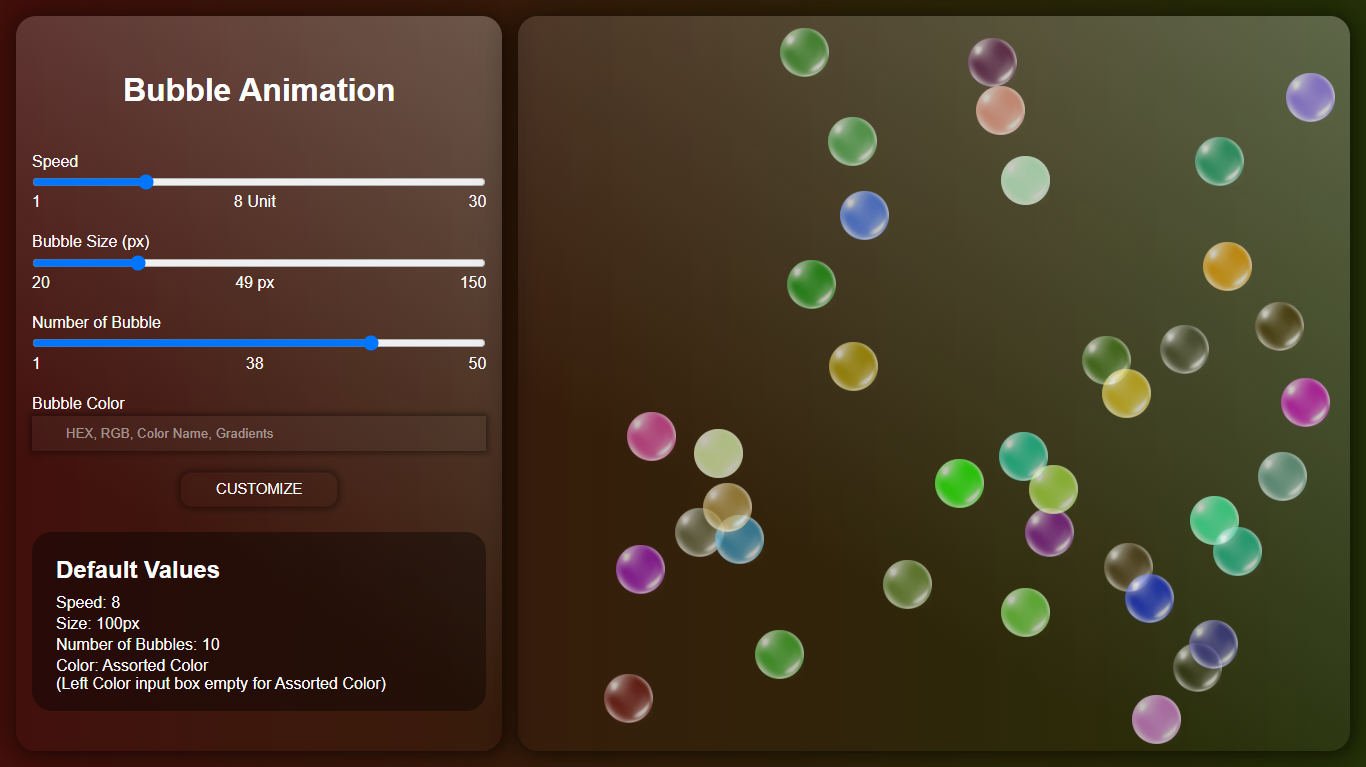 Bubble Animation
Speed
1 8 Unit 30
Bubble Size (px)
20 49 px 150
Number of Bubble
1 38 50
Bubble Color
HEX, RGB, Color Name, Gradients
CUSTOMIZE
Default Values
Speed: 8
Size: 100px
Number of Bubbles: 10
Color: Assorted Color
(Left Color input box empty for Assorted Color)